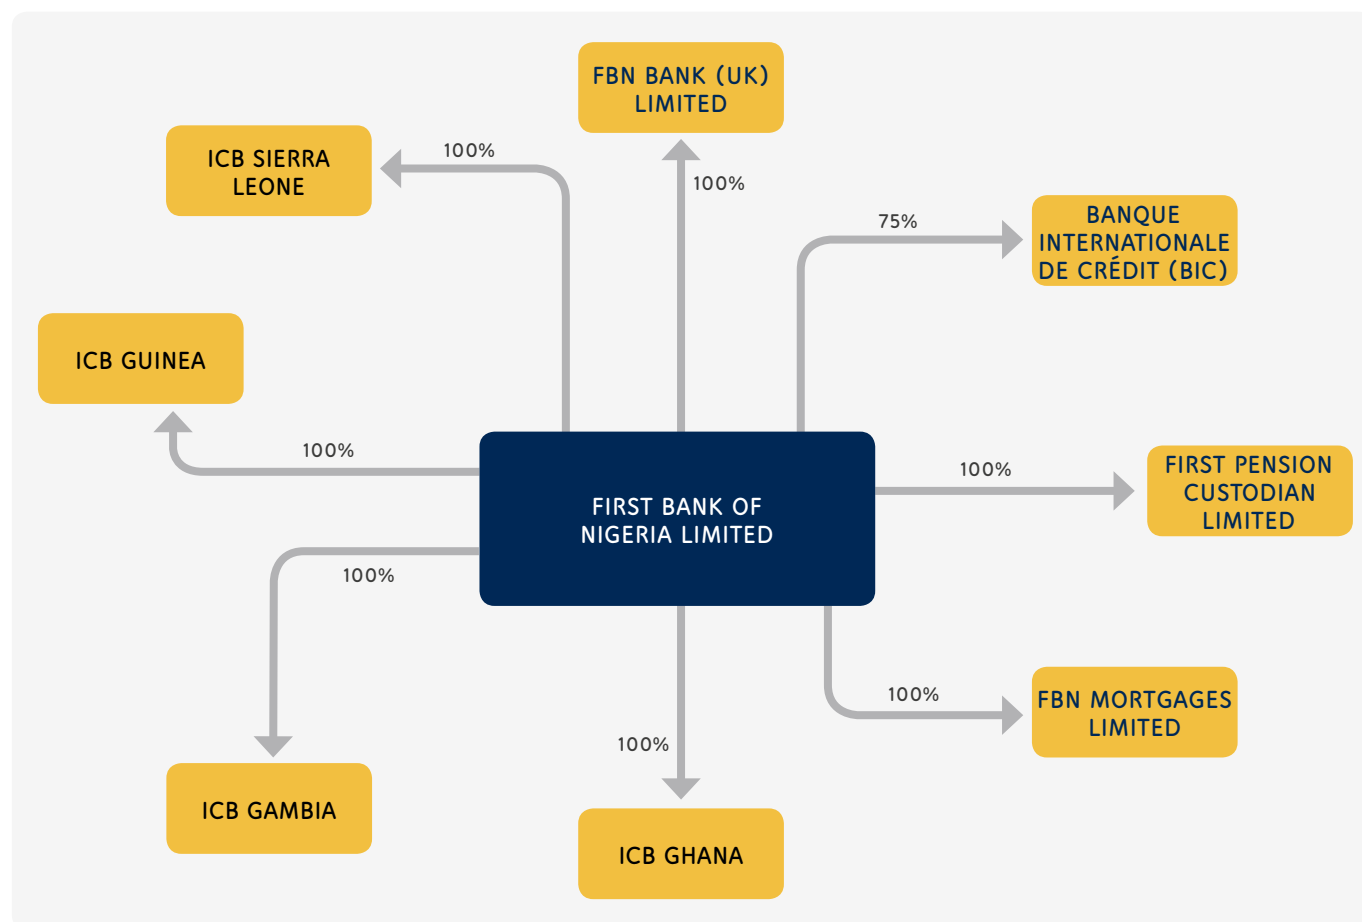 FBN BANK (UK)
LIMITED
ICB SIERRA
LEONE
100%
100%
BANQUE
INTERNATIONALE
DE CRÉDIT (BIC)
75%
ICB GUINEA
100%
FIRST BANK OF
NIGERIA LIMITED
100%
FIRST PENSION
CUSTODIAN
LIMITED
100%
100%
FBN MORTGAGES
LIMITED
100%
ICB GAMBIA
ICB GHANA